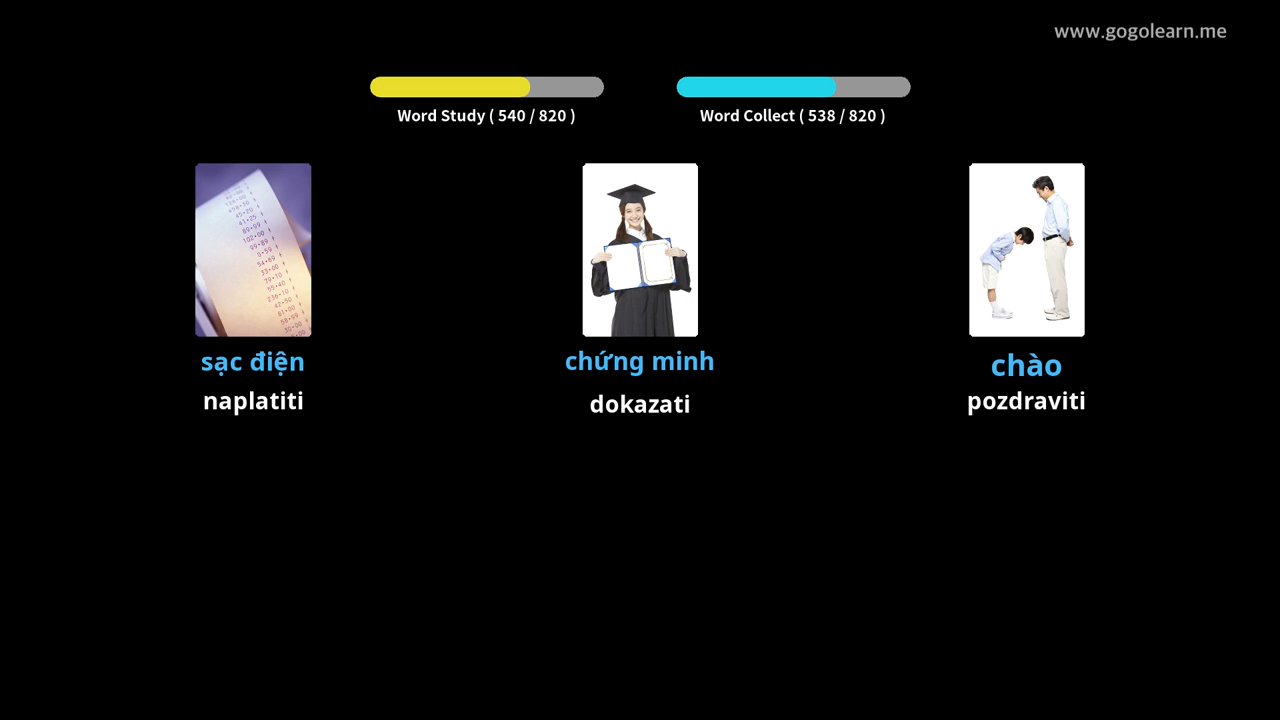 www.gogolearn.me
Word Study ( 540 / 820 )
Word Collect ( 538 / 820 )
sạc điện
chứng minh
chào
naplatiti
dokazati
pozdraviti